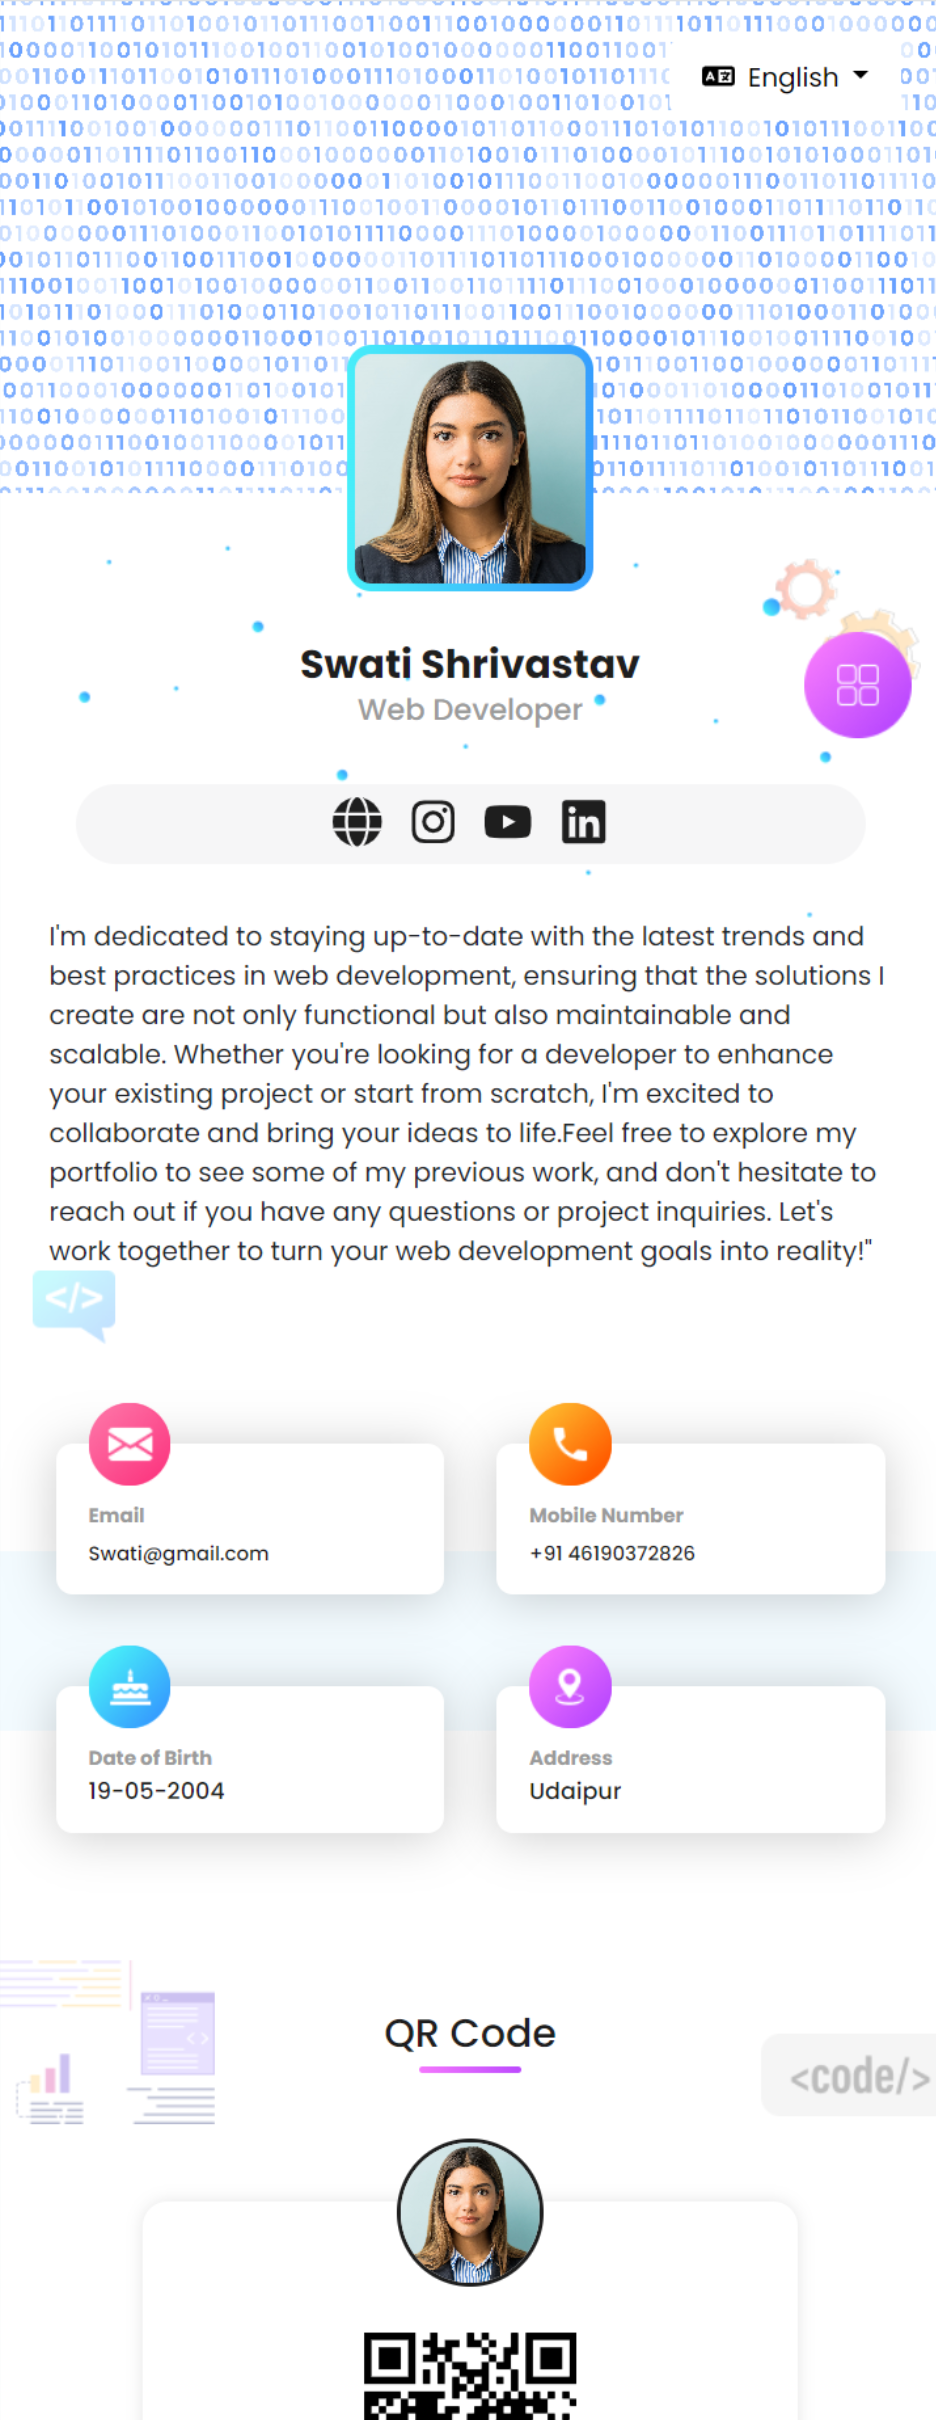 English
Swati Shrivastav
Web Developer
I'm dedicated to staying up-to-date with the latest trends and
best practices in web development, ensuring that the solutions I
create are not only functional but also maintainable and
scalable. Whether you're looking for a developer to enhance
your existing project or start from scratch, I'm excited to
collaborate and bring your ideas to life.Feel free to explore my
portfolio to see some of my previous work, and don't hesitate to
reach out if you have any questions or project inquiries. Let's
work together to turn your web development goals into reality!"
</>
Email
Swati@gmail.com
Mobile Number
+91 46190372826
Date of Birth
19-05-2004
Address
Udaipur
QR Code
<code/>